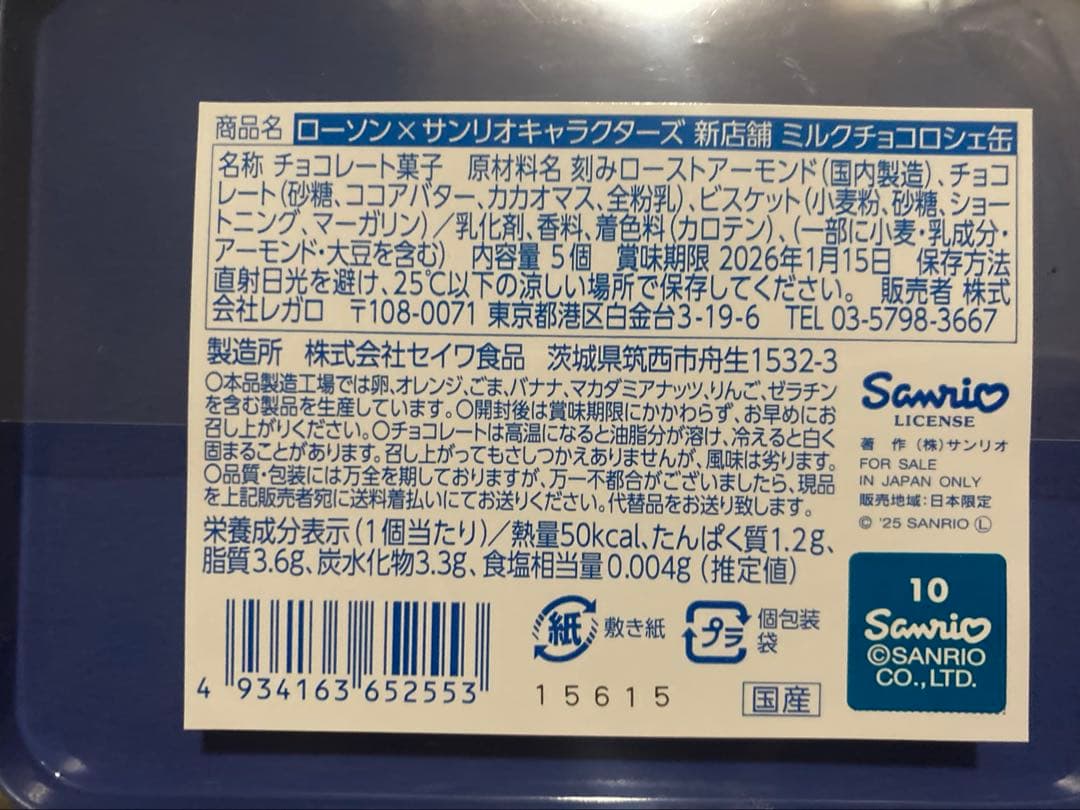 商品名 ローソン×サンリオキャラクターズ 新店舗 ミルクチョコロシェ缶
名称 チョコレート菓子 原材料名 刻みローストアーモンド(国内製造)、チョコ
レート(砂糖、ココアバター、カカオマス、全粉乳)、ビスケット(小麦粉、砂糖、ショー
トニング、マーガリン)/乳化剤、香料、着色料(カロテン)、(一部に小麦・乳成分・
アーモンド・大豆を含む) 内容量 5個 賞味期限 2026年1月15日 保存方法
直射日光を避け、25℃以下の涼しい場所で保存してください。 販売者 株式
会社レガロ 〒108-0071 東京都港区白金台3-19-6 TEL 03-5798-3667
製造所 株式会社セイワ食品 茨城県筑西市舟生1532-3
〇本品製造工場では卵、オレンジ、ごま、バナナ、マカダミアナッツ、りんご、ゼラチン
を含む製品を生産しています。〇開封後は賞味期限にかかわらず、お早めにお
召し上がりください。〇チョコレートは高温になると油脂分が溶け、冷えると白く
固まることがあります。召し上がってもさしつかえありませんが、風味は劣ります。
〇品質・包装には万全を期しておりますが、万一不都合がございましたら、現品
を上記販売者宛に送料着払いにてお送りください。代替品をお送り致します。
栄養成分表示(1個当たり)/熱量50kcal、たんぱく質1.2g、
脂質3.6g、炭水化物3.3g、食塩相当量0.004g(推定値)
Sanrio
LICENSE
著 作 (株)サンリオ
FOR SALE
IN JAPAN ONLY
販売地域:日本限定
© '25 SANRIO Ⓛ
10
Sanrio
©SANRIO
CO., LTD.
紙 敷き紙
プラ 個包装
袋
4 934163 652553
15615
国産